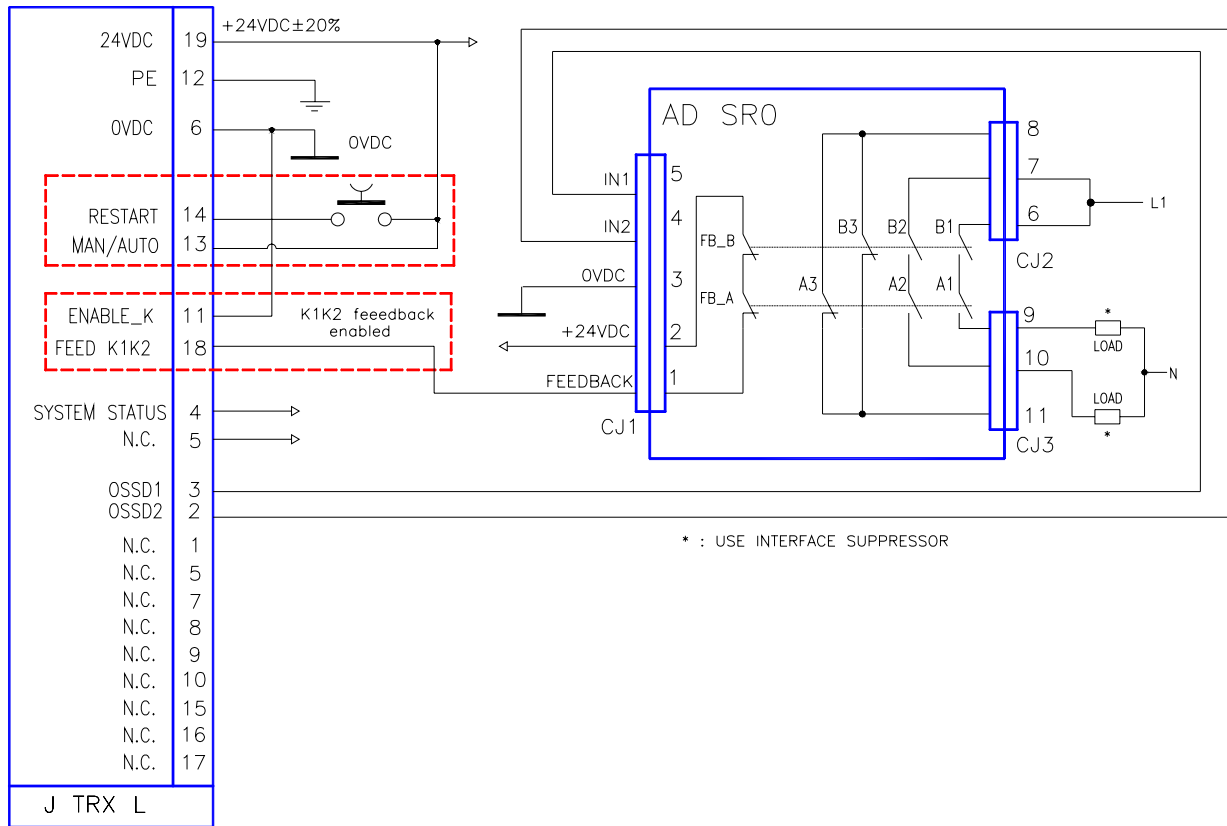 24VDC 19 +24VDC±20%
PE 12
0VDC 6 0VDC
RESTART 14
MAN/AUTO 13
ENABLE_K 11 K1K2 feeedback
enabled
FEED K1K2 18
SYSTEM STATUS 4
N.C. 5
OSSD1 3
OSSD2 2
N.C. 1
N.C. 5
N.C. 7
N.C. 8
N.C. 9
N.C. 10
N.C. 15
N.C. 16
N.C. 17
J TRX L
AD SR0
IN1 5
IN2 4
0VDC 3
+24VDC 2
FEEDBACK 1
CJ1
FB_B
FB_A
B3 B2 B1
A3 A2 A1
8
7
6
L1
CJ2
9
10
11
CJ3
*
LOAD
N
LOAD
*
* : USE INTERFACE SUPPRESSOR